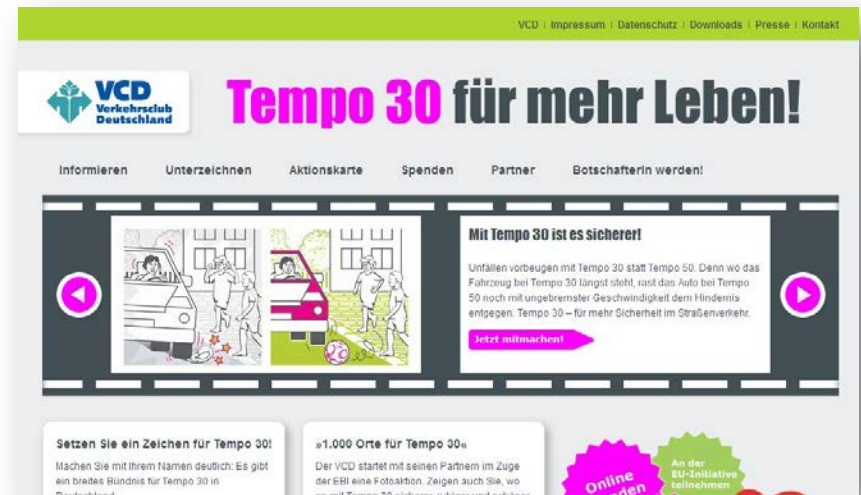 VCD | Impressum | Datenschutz | Downloads | Presse | Kontakt
VCD
Verkehrsclub
Deutschland
Tempo 30 für mehr Leben!
Informieren Unterzeichnen Aktionskarte Spenden Partner BotschafterIn werden!
Mit Tempo 30 ist es sicherer!
Unfällen vorbeugen mit Tempo 30 statt Tempo 50. Denn wo das
Fahrzeug bei Tempo 30 längst steht, rast das Auto bei Tempo
50 noch mit ungebremster Geschwindigkeit dem Hindernis
entgegen. Tempo 30 – für mehr Sicherheit im Straßenverkehr.
Jetzt mitmachen!
Setzen Sie ein Zeichen für Tempo 30!
Machen Sie mit Ihrem Namen deutlich: Es gibt
ein breites Bündnis für Tempo 30 in
»1.000 Orte für Tempo 30«
Der VCD startet mit seinen Partnern im Zuge
der EBI eine Fotoaktion. Zeigen auch Sie, wo
Online
An der
EU-Initiative
teilnehmen